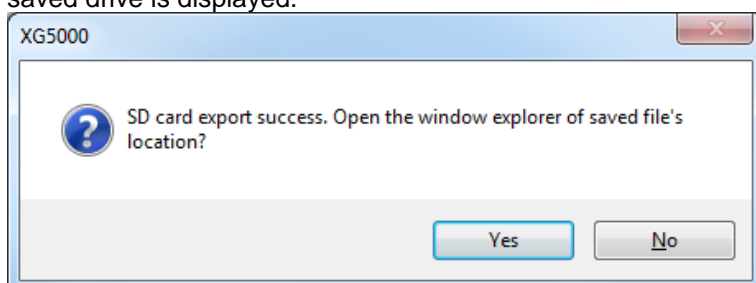 saved drive is displayed.
XG5000
SD card export success. Open the window explorer of saved file's
location?
Yes
No